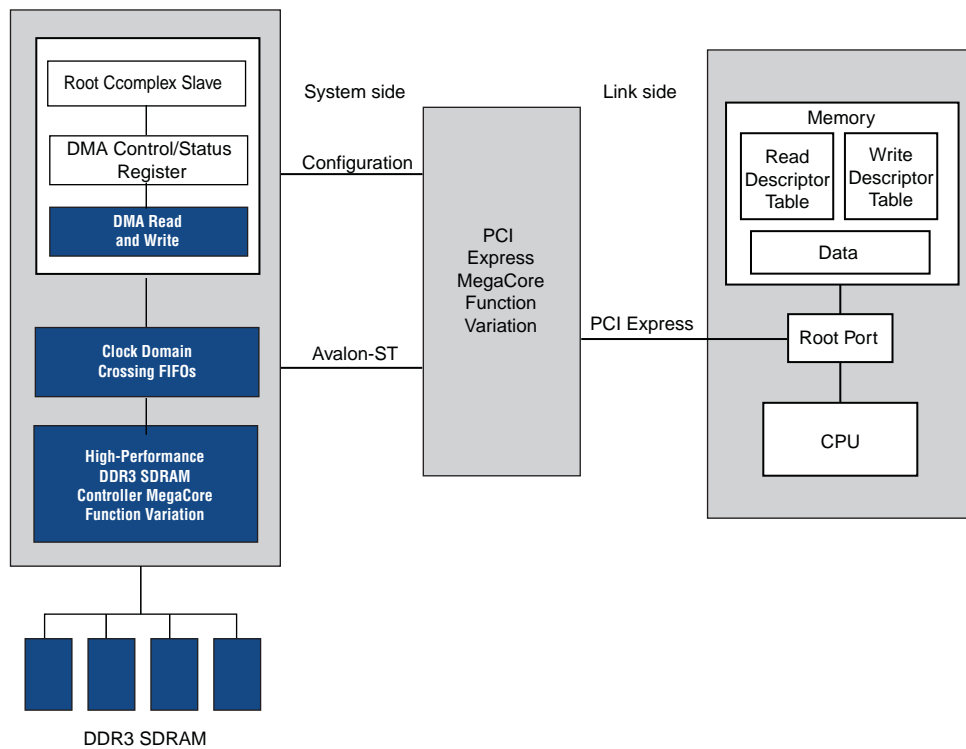 Root Ccomplex Slave
DMA Control/Status
Register
DMA Read
and Write
Clock Domain
Crossing FIFOs
High-Performance
DDR3 SDRAM
Controller MegaCore
Function Variation
DDR3 SDRAM
System side
Configuration
Avalon-ST
PCI
Express
MegaCore
Function
Variation
Link side
PCI Express
Memory
Read
Descriptor
Table
Write
Descriptor
Table
Data
Root Port
CPU